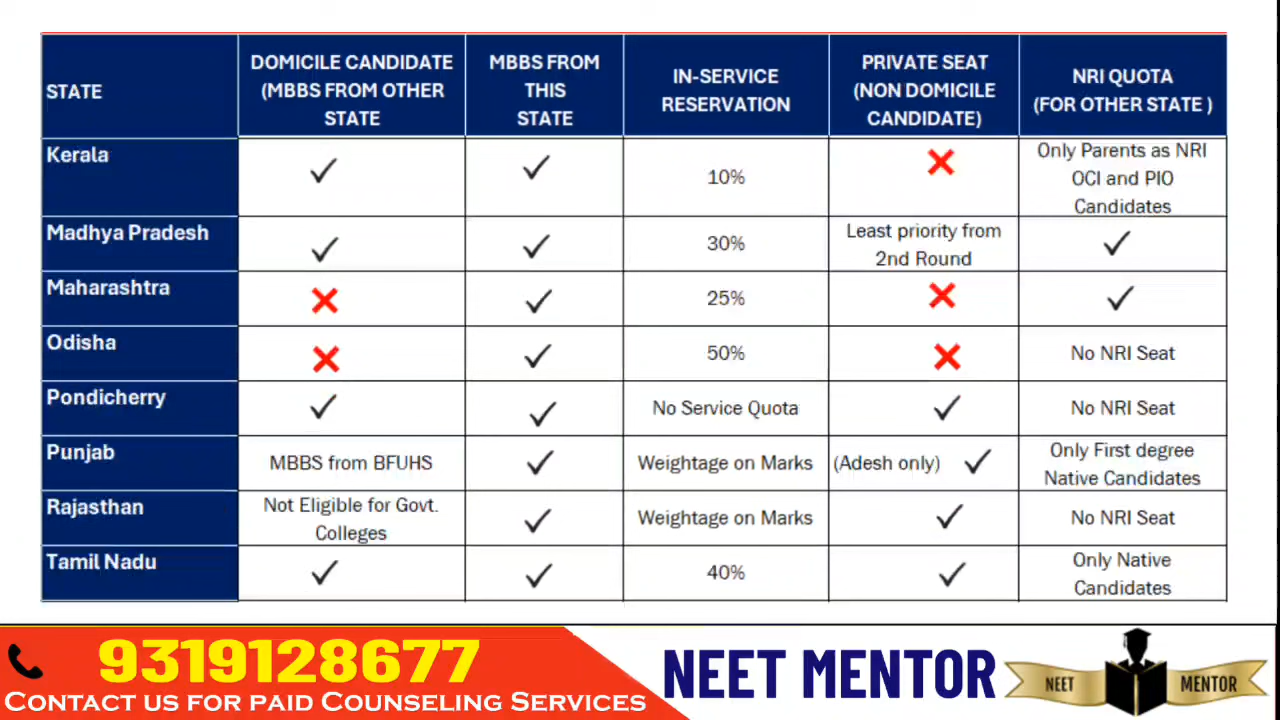 STATE
DOMICILE CANDIDATE
(MBBS FROM OTHER
STATE
MBBS FROM
THIS
STATE
IN-SERVICE
RESERVATION
PRIVATE SEAT
(NON DOMICILE
CANDIDATE)
NRI QUOTA
(FOR OTHER STATE )
Kerala
✓
✓
10%
❌
Only Parents as NRI
OCI and PIO
Candidates
Madhya Pradesh
✓
✓
30%
Least priority from
2nd Round
✓
Maharashtra
❌
✓
25%
❌
✓
Odisha
❌
✓
50%
❌
No NRI Seat
Pondicherry
✓
✓
No Service Quota
✓
No NRI Seat
Punjab
MBBS from BFUHS
✓
Weightage on Marks
(Adesh only) ✓
Only First degree
Native Candidates
Rajasthan
Not Eligible for Govt.
Colleges
✓
Weightage on Marks
✓
No NRI Seat
Tamil Nadu
✓
✓
40%
✓
Only Native
Candidates
9319128677
CONTACT US FOR PAID COUNSELING SERVICES
NEET MENTOR
NEET MENTOR